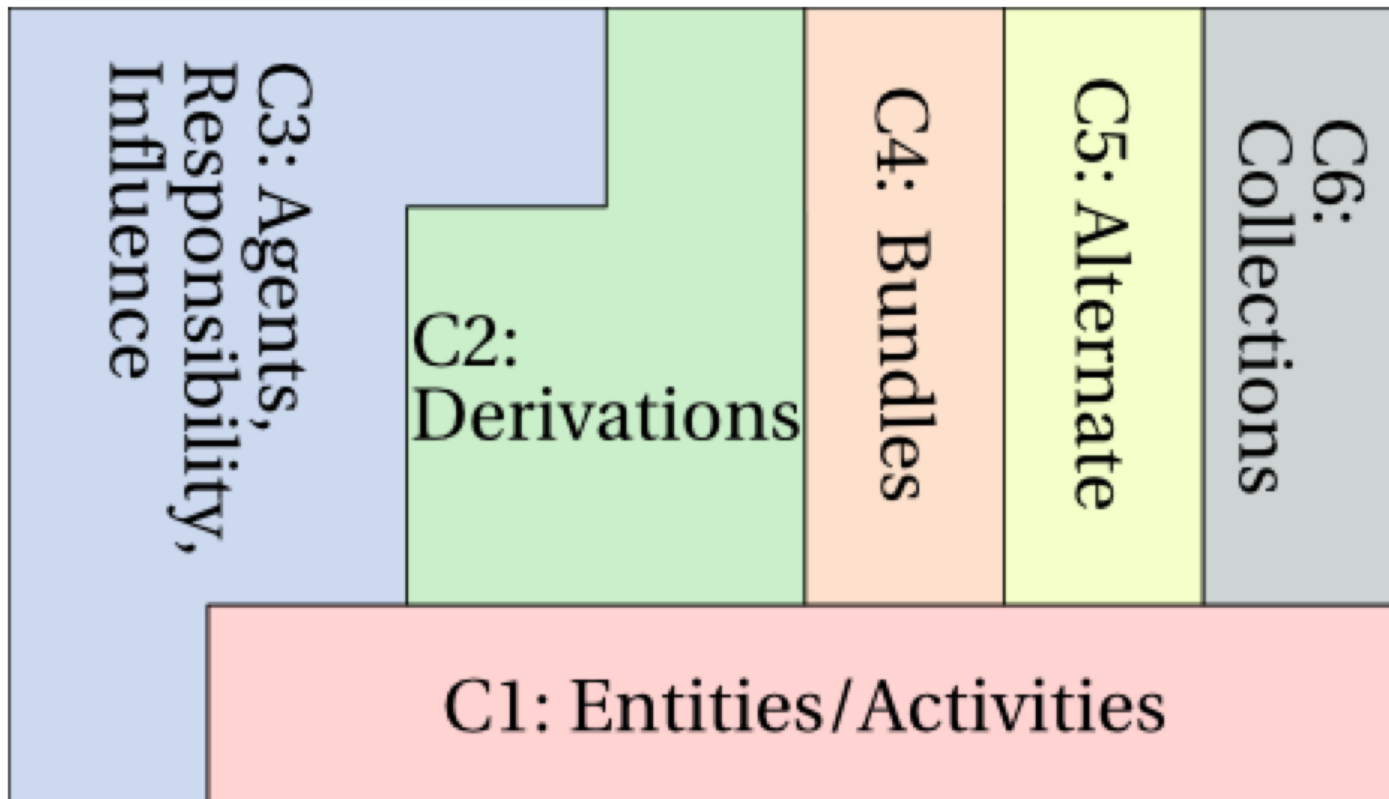 C3: Agents,
Responsibility,
Influence
C2:
Derivations
C4: Bundles
C5: Alternate
C6:
Collections
C1: Entities/Activities